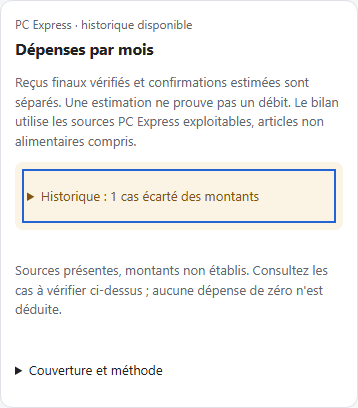 PC Express · historique disponible
Dépenses par mois
Reçus finaux vérifiés et confirmations estimées sont
séparés. Une estimation ne prouve pas un débit. Le bilan
utilise les sources PC Express exploitables, articles non
alimentaires compris.
Historique : 1 cas écarté des montants
Sources présentes, montants non établis. Consultez les
cas à vérifier ci-dessus ; aucune dépense de zéro n'est
déduite.
Couverture et méthode